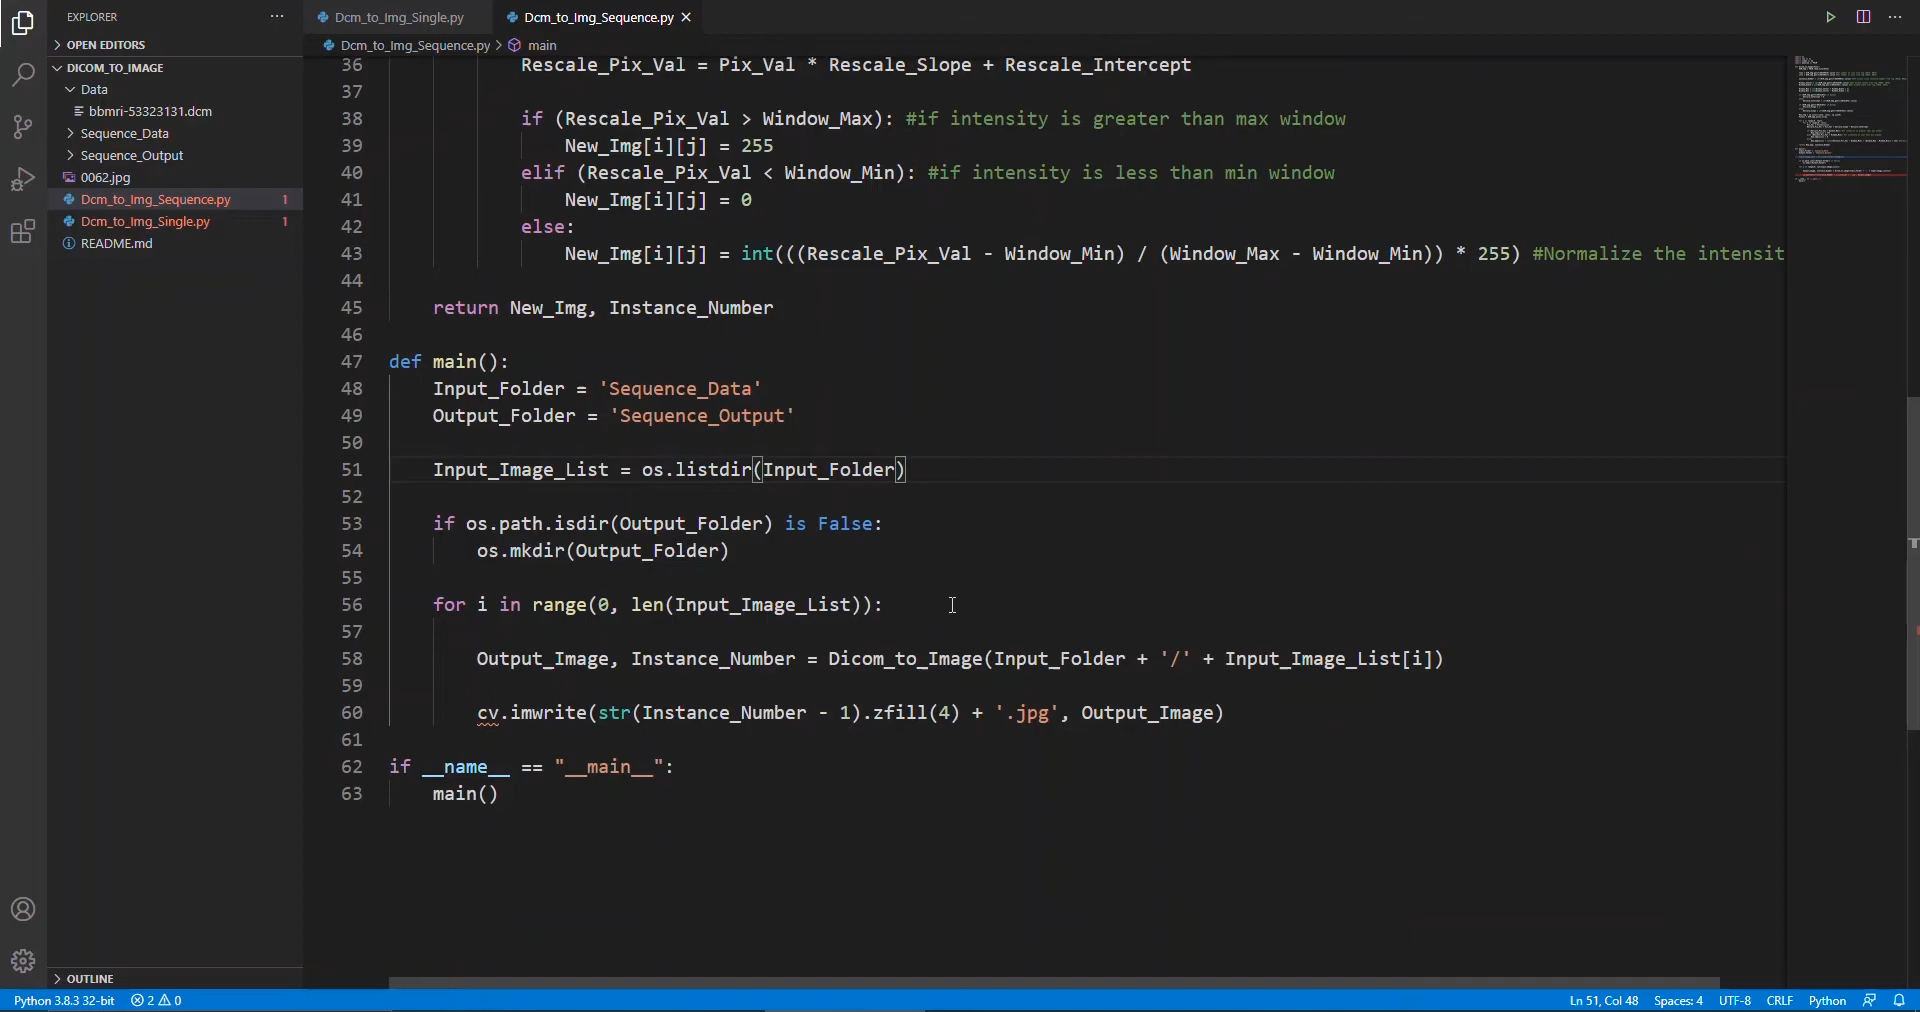 EXPLORER
OPEN EDITORS
DICOM_TO_IMAGE
Data
bbmri-53323131.dcm
Sequence_Data
Sequence_Output
0062.jpg
Dcm_to_Img_Sequence.py 1
Dcm_to_Img_Single.py 1
README.md
OUTLINE
Dcm_to_Img_Single.py Dcm_to_Img_Sequence.py
Dcm_to_Img_Sequence.py > main
36 Rescale_Pix_Val = Pix_Val * Rescale_Slope + Rescale_Intercept
37
38 if (Rescale_Pix_Val > Window_Max): #if intensity is greater than max window
39 New_Img[i][j] = 255
40 elif (Rescale_Pix_Val < Window_Min): #if intensity is less than min window
41 New_Img[i][j] = 0
42 else:
43 New_Img[i][j] = int(((Rescale_Pix_Val - Window_Min) / (Window_Max - Window_Min)) * 255) #Normalize the intensit
44
45 return New_Img, Instance_Number
46
47 def main():
48 Input_Folder = 'Sequence_Data'
49 Output_Folder = 'Sequence_Output'
50
51 Input_Image_List = os.listdir(Input_Folder)
52
53 if os.path.isdir(Output_Folder) is False:
54 os.mkdir(Output_Folder)
55
56 for i in range(0, len(Input_Image_List)):
57
58 Output_Image, Instance_Number = Dicom_to_Image(Input_Folder + '/' + Input_Image_List[i])
59
60 cv.imwrite(str(Instance_Number - 1).zfill(4) + '.jpg', Output_Image)
61
62 if __name__ == "__main__":
63 main()
Python 3.8.3 32-bit 2 0 Ln 51, Col 48 Spaces: 4 UTF-8 CRLF Python